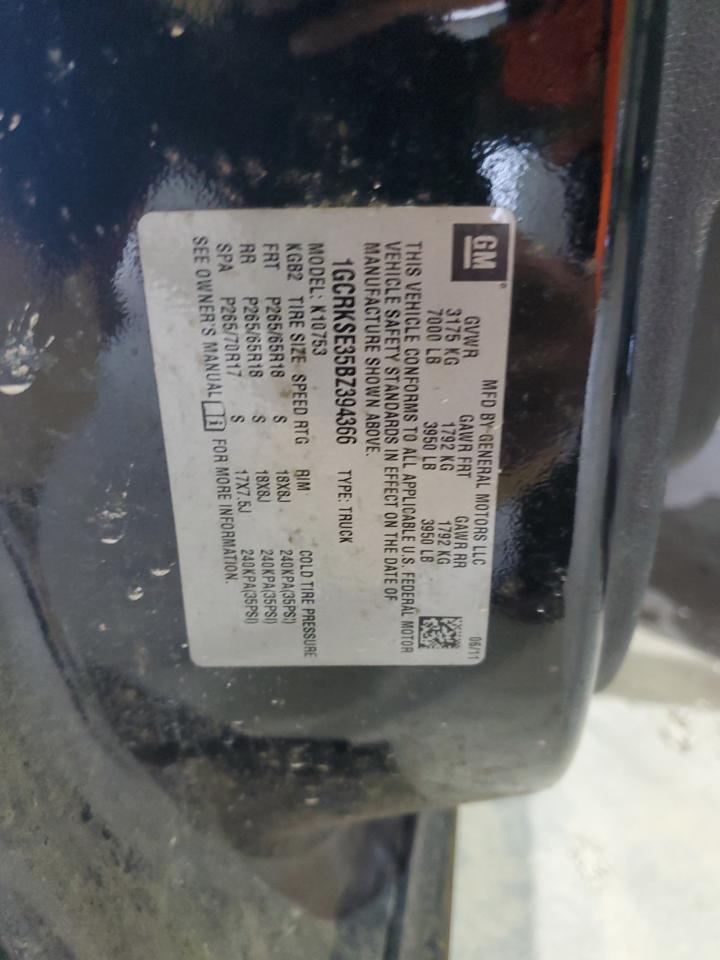 GM
MFD BY GENERAL MOTORS LLC 06/11
GVWR GAWR FRT GAWR RR
3175 KG 1792 KG 1792 KG
7000 LB 3950 LB 3950 LB
THIS VEHICLE CONFORMS TO ALL APPLICABLE U.S. FEDERAL MOTOR
VEHICLE SAFETY STANDARDS IN EFFECT ON THE DATE OF
MANUFACTURE SHOWN ABOVE.
1GCRKSE35BZ394366 TYPE: TRUCK
MODEL: K10753
KGB2 TIRE SIZE SPEED RTG RIM COLD TIRE PRESSURE
FRT P265/65R18 S 18X8J 240KPA(35PSI)
RR P265/65R18 S 18X8J 240KPA(35PSI)
SPA P265/70R17 S 17X7.5J 240KPA(35PSI)
SEE OWNER'S MANUAL FOR MORE INFORMATION.